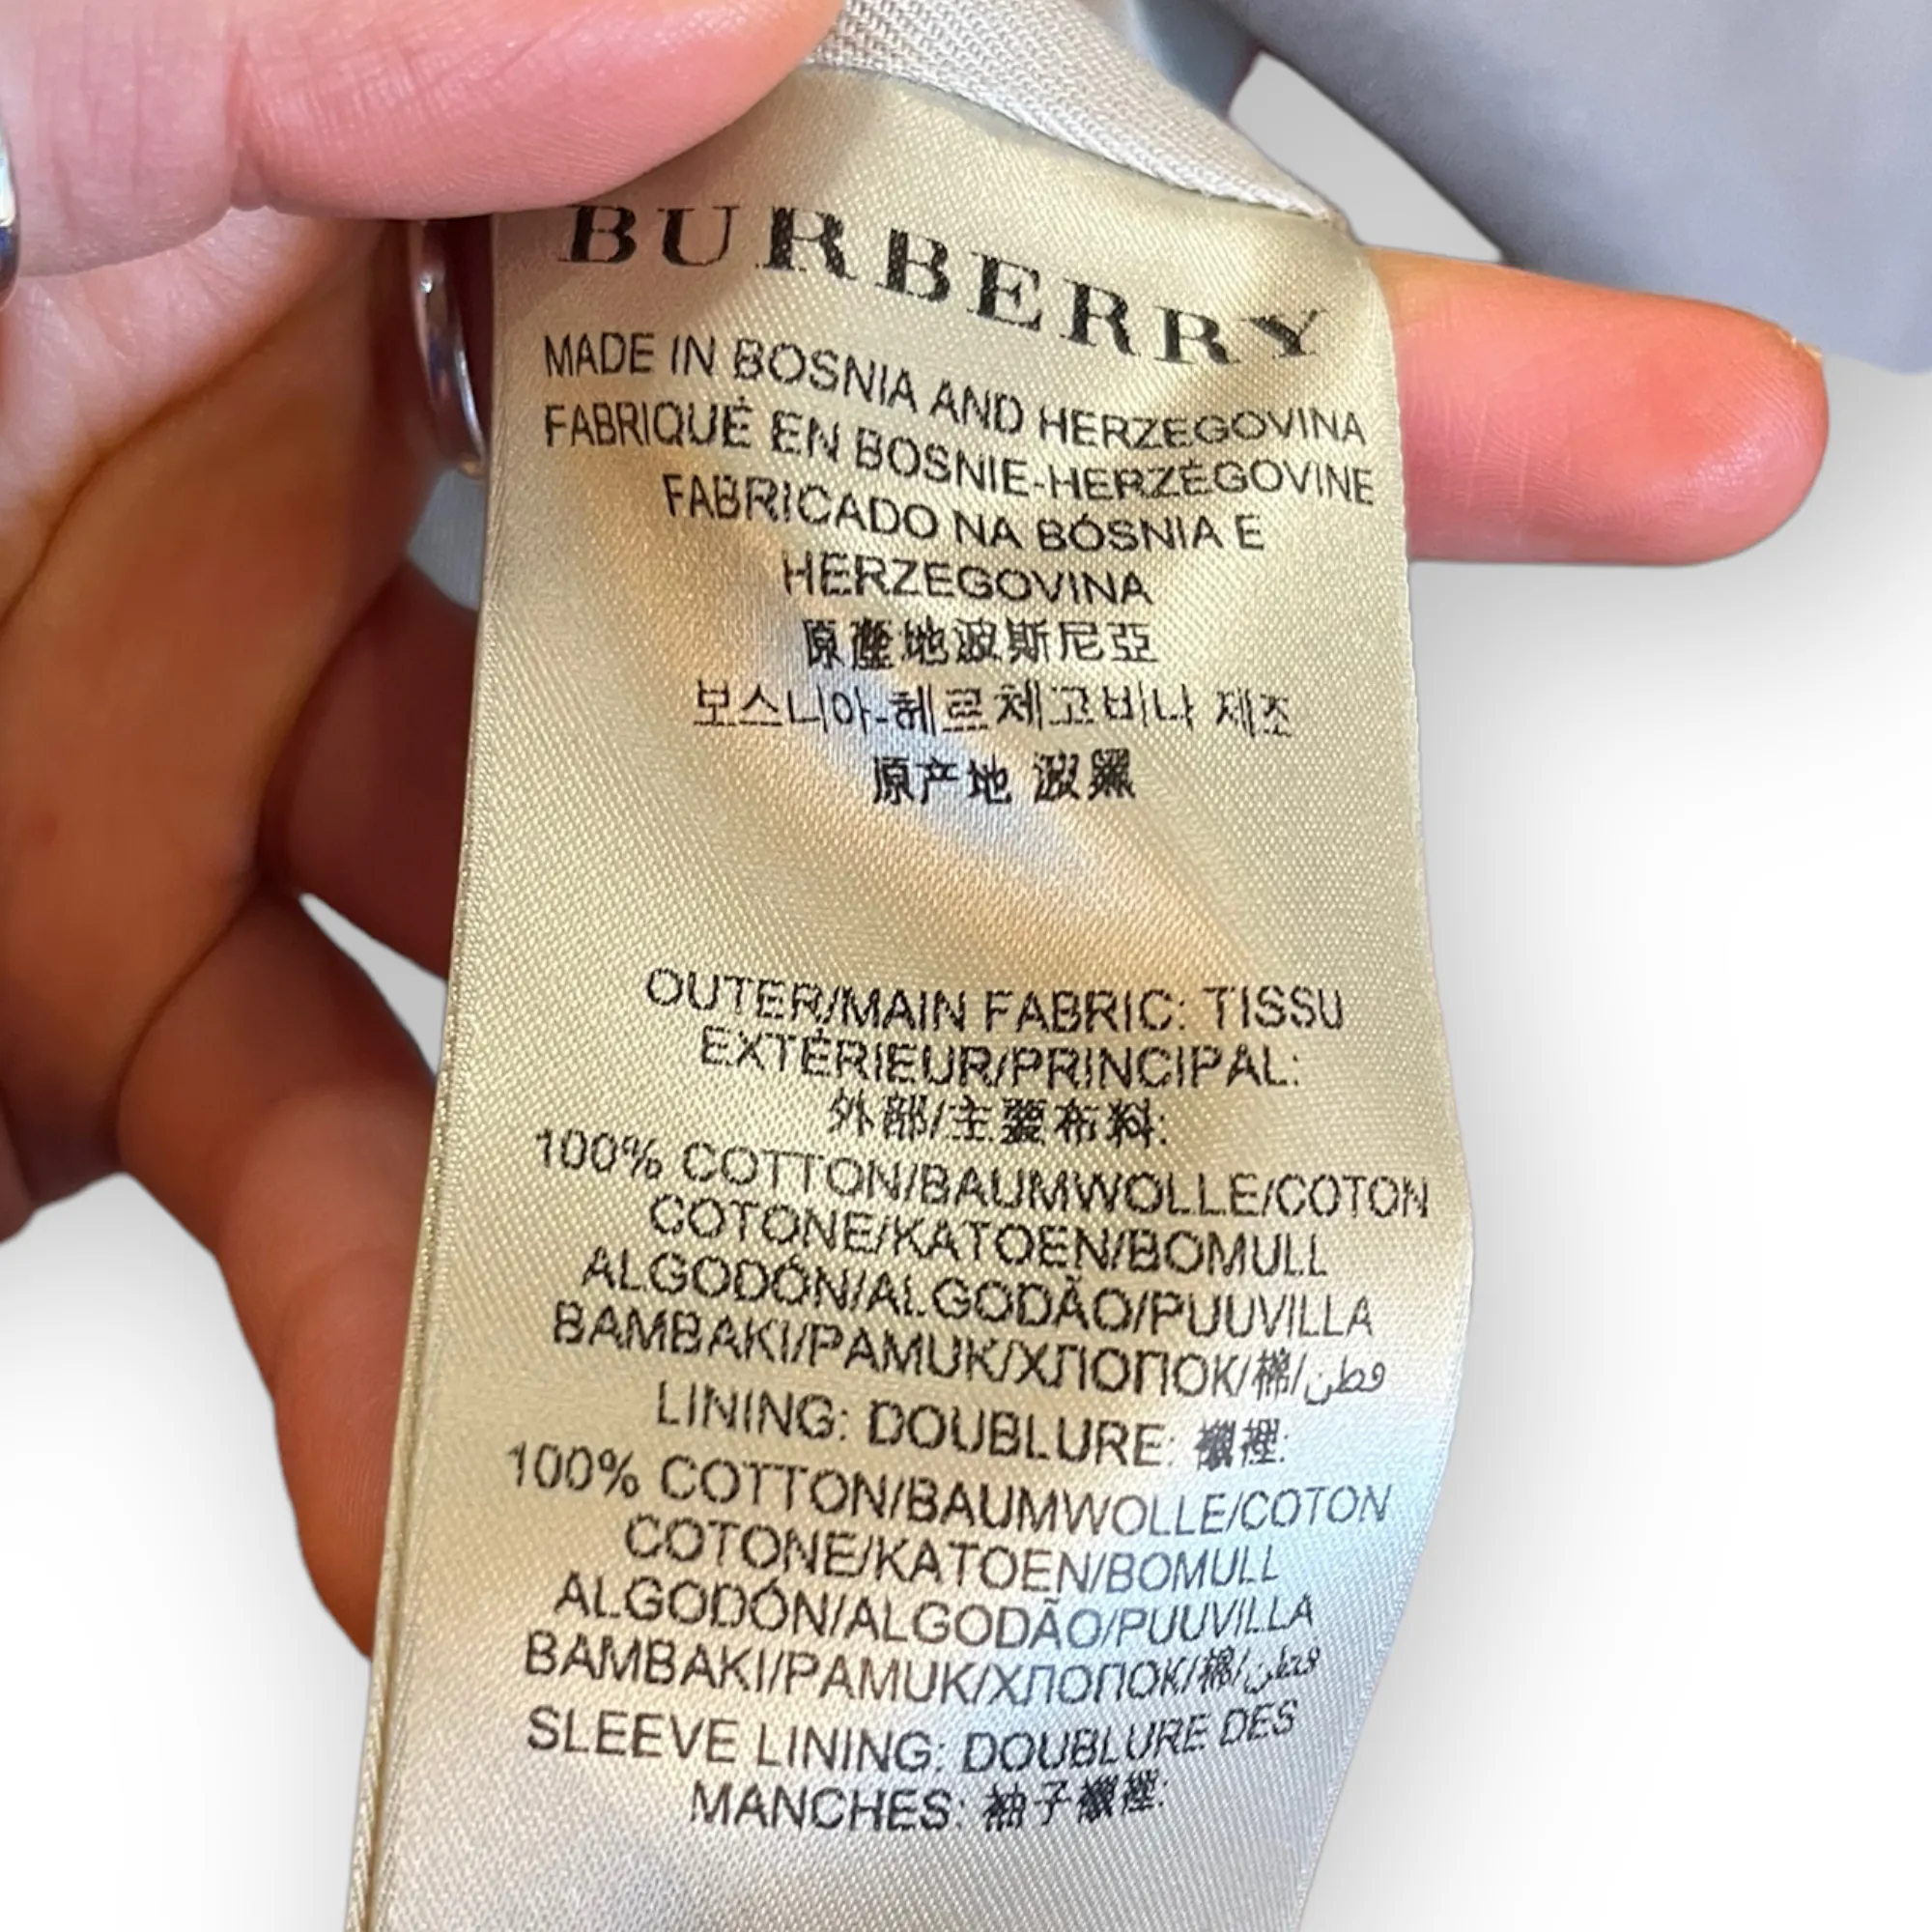 BURBERRY
MADE IN BOSNIA AND HERZEGOVINA
FABRIQUÉ EN BOSNIE-HERZÉGOVINE
FABRICADO NA BÓSNIA E
HERZEGOVINA
原產地波斯尼亞
보스니아-헤르체고비나 제조
原产地 波黑
OUTER/MAIN FABRIC: TISSU
EXTÉRIEUR/PRINCIPAL:
外部/主要布料:
100% COTTON/BAUMWOLLE/COTON
COTONE/KATOEN/BOMULL
ALGODÓN/ALGODÃO/PUUVILLA
BAMBAKI/PAMUK/ХЛОПОК/棉/قطن
LINING: DOUBLURE: 襯裡:
100% COTTON/BAUMWOLLE/COTON
COTONE/KATOEN/BOMULL
ALGODÓN/ALGODÃO/PUUVILLA
BAMBAKI/PAMUK/ХЛОПОК/棉/قطن
SLEEVE LINING: DOUBLURE DES
MANCHES: 袖子襯裡: